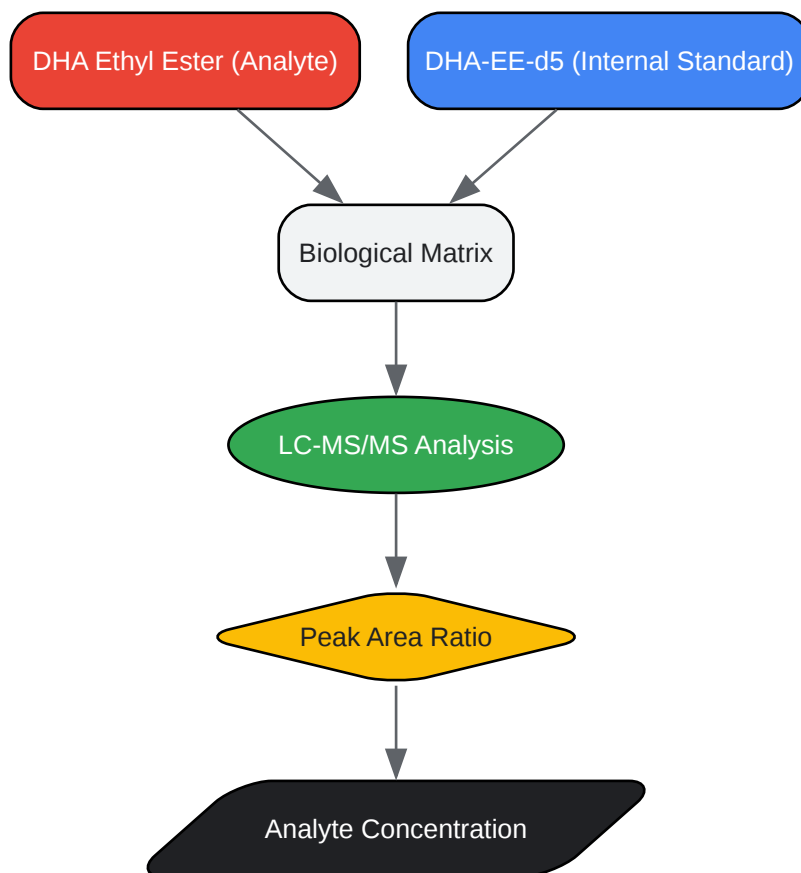 DHA Ethyl Ester (Analyte)
DHA-EE-d5 (Internal Standard)
Biological Matrix
LC-MS/MS Analysis
Peak Area Ratio
Analyte Concentration